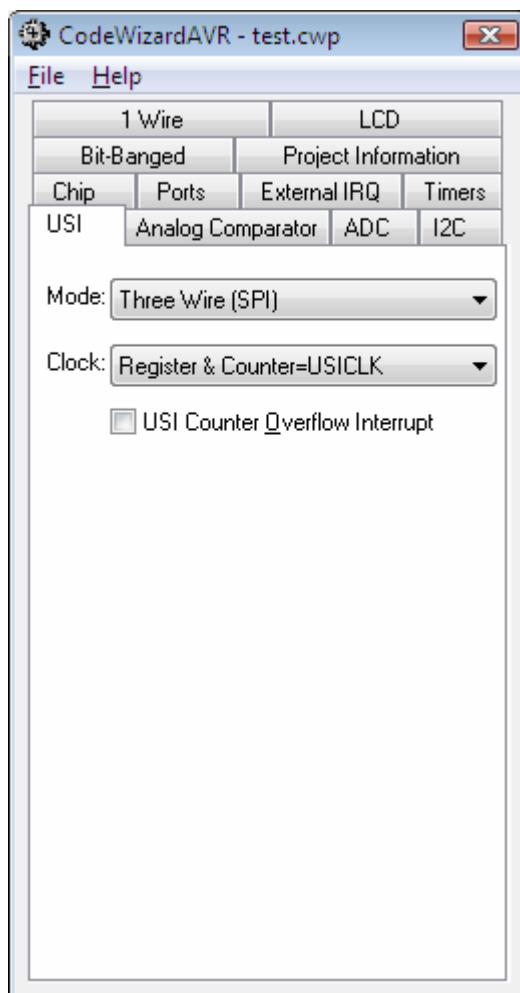 CodeWizardAVR - test.cwp
File Help
1 Wire LCD
Bit-Banged Project Information
Chip Ports External IRQ Timers
USI Analog Comparator ADC I2C
Mode: Three Wire (SPI)
Clock: Register & Counter=USICLK
USI Counter Overflow Interrupt